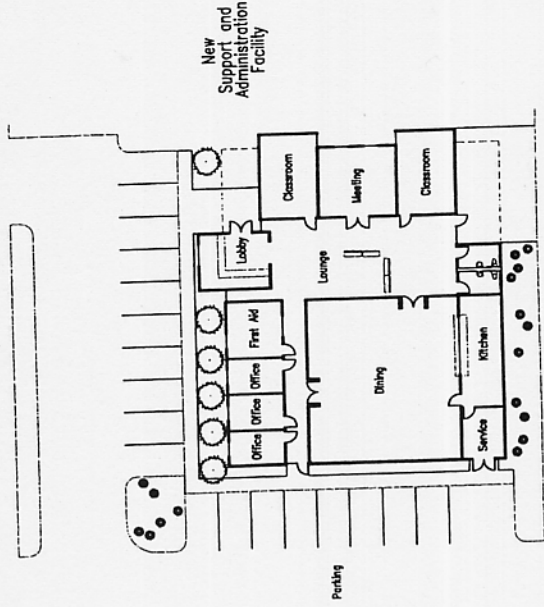 New
Support and
Administration
Facility
Classroom
Meeting
Classroom
Lobby
Lounge
First Aid
Office
Office
Office
Dining
Kitchen
Service
Parking